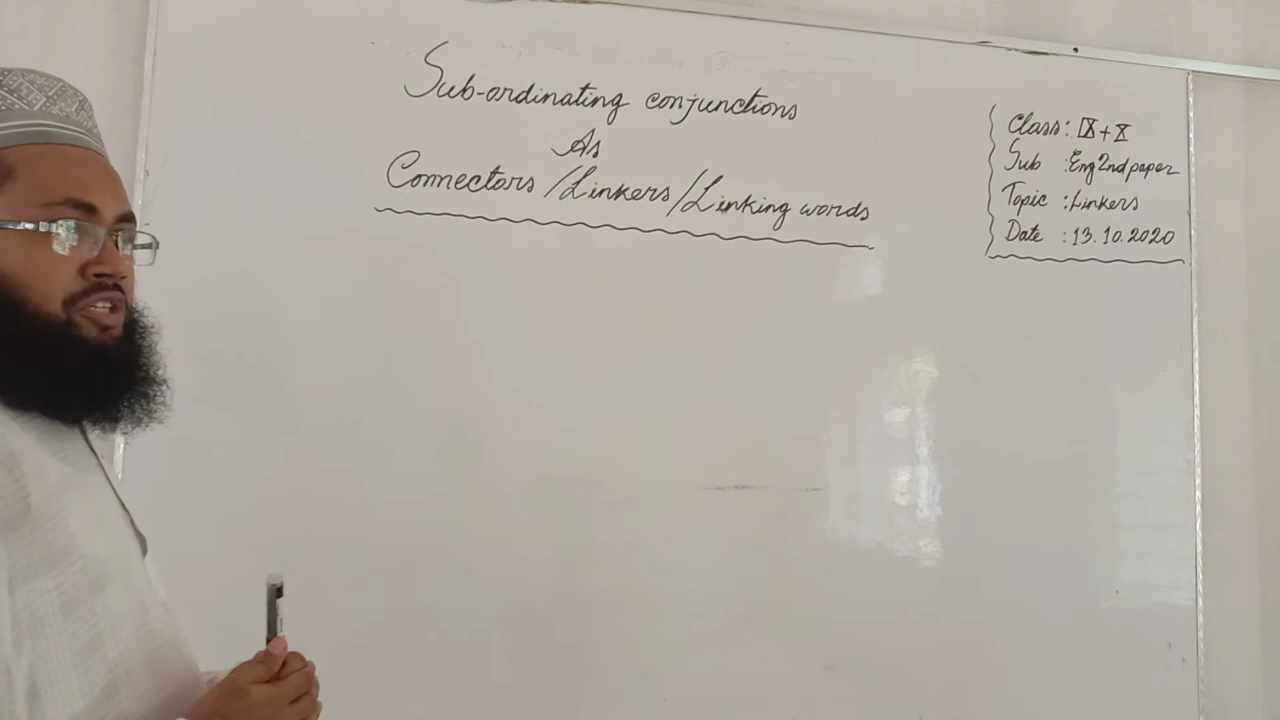 Sub-ordinating conjunctions
As
Connectors /Linkers/Linking words
Class: IX+X
Sub :Eng 2nd paper
Topic :Linkers
Date :13.10.2020